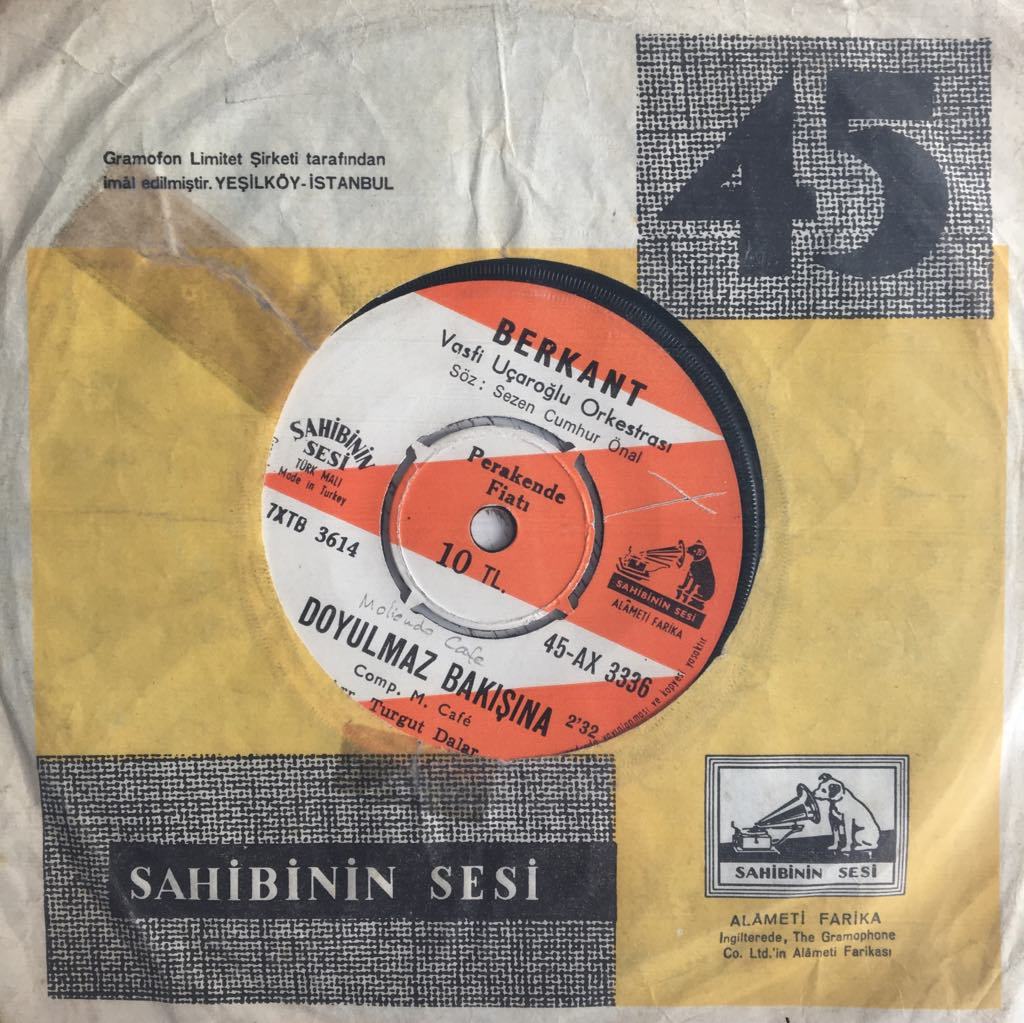 Gramofon Limitet Şirketi tarafından
imâl edilmiştir. YEŞİLKÖY-İSTANBUL
45
BERKANT
Vasfi Uçaroğlu Orkestrası
Söz: Sezen Cumhur Önal
SAHİBİNİN
SESİ
TÜRK MALI
Made in Turkey
7XTB 3614
Perakende
Fiatı
10 TL.
SAHİBİNİN SESİ
ALÂMETİ FARİKA
Moliendo Cafe
45-AX 3336
DOYULMAZ BAKIŞINA 2'32
Comp. M. Café
Turgut Dalar
ve kopyesi yasaktır
SAHİBİNİN SESİ
SAHİBİNİN SESİ
ALÂMETİ FARİKA
İngilterede, The Gramophone
Co. Ltd.'in Alâmeti Farikası